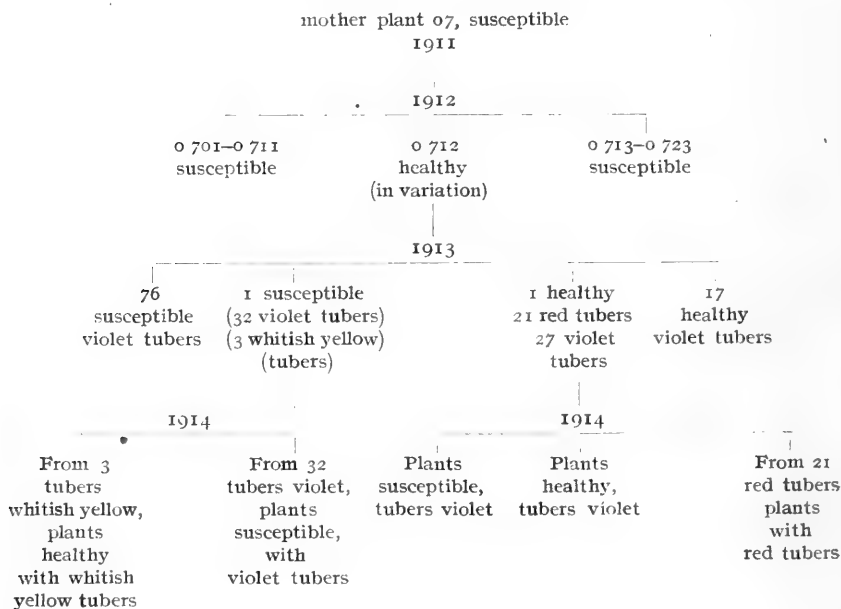 mother plant 07, susceptible
1911
1912
0 701–0 711
susceptible
0 712
healthy
(in variation)
0 713–0 723
susceptible
1913
76
susceptible
violet tubers
1 susceptible
(32 violet tubers)
(3 whitish yellow)
(tubers)
1 healthy
21 red tubers
27 violet
tubers
17
healthy
violet tubers
1914
1914
From 3
tubers
whitish yellow,
plants
healthy
with whitish
yellow tubers
From 32
tubers violet,
plants
susceptible,
with
violet tubers
Plants
susceptible,
tubers violet
Plants
healthy,
tubers violet
From 21
red tubers
plants
with
red tubers